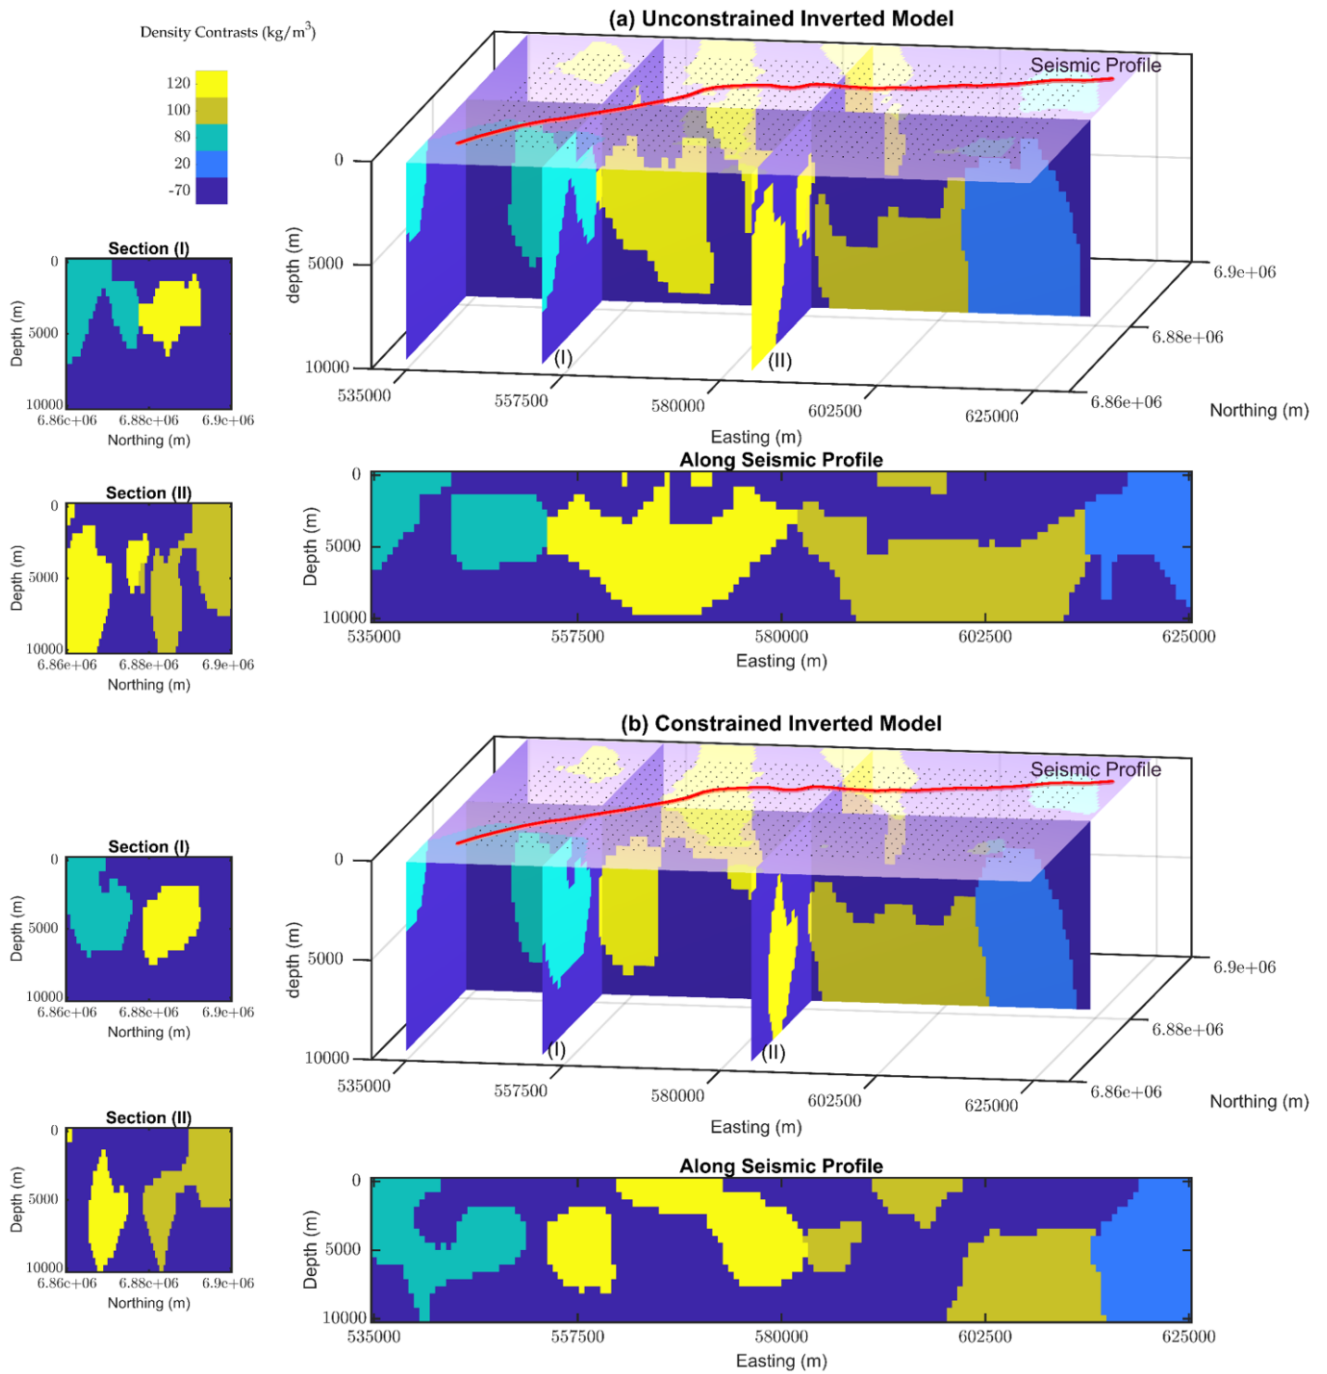 (a) Unconstrained Inverted Model
Density Contrasts (kg/m³)
120
100
80
20
-70
Seismic Profile
0
5000
10000
depth (m)
535000
557500
580000
602500
625000
Easting (m)
6.86e+06
6.88e+06
6.9e+06
Northing (m)
(I)
(II)
Section (I)
0
5000
10000
Depth (m)
6.86e+06 6.88e+06 6.9e+06
Northing (m)
Along Seismic Profile
0
5000
10000
Depth (m)
535000 557500 580000 602500 625000
Easting (m)
Section (II)
0
5000
10000
Depth (m)
6.86e+06 6.88e+06 6.9e+06
Northing (m)
(b) Constrained Inverted Model
Seismic Profile
0
5000
10000
depth (m)
535000
557500
580000
602500
625000
Easting (m)
6.86e+06
6.88e+06
6.9e+06
Northing (m)
(I)
(II)
Section (I)
0
5000
10000
Depth (m)
6.86e+06 6.88e+06 6.9e+06
Northing (m)
Section (II)
0
5000
10000
Depth (m)
6.86e+06 6.88e+06 6.9e+06
Northing (m)
Along Seismic Profile
0
5000
10000
Depth (m)
535000 557500 580000 602500 625000
Easting (m)